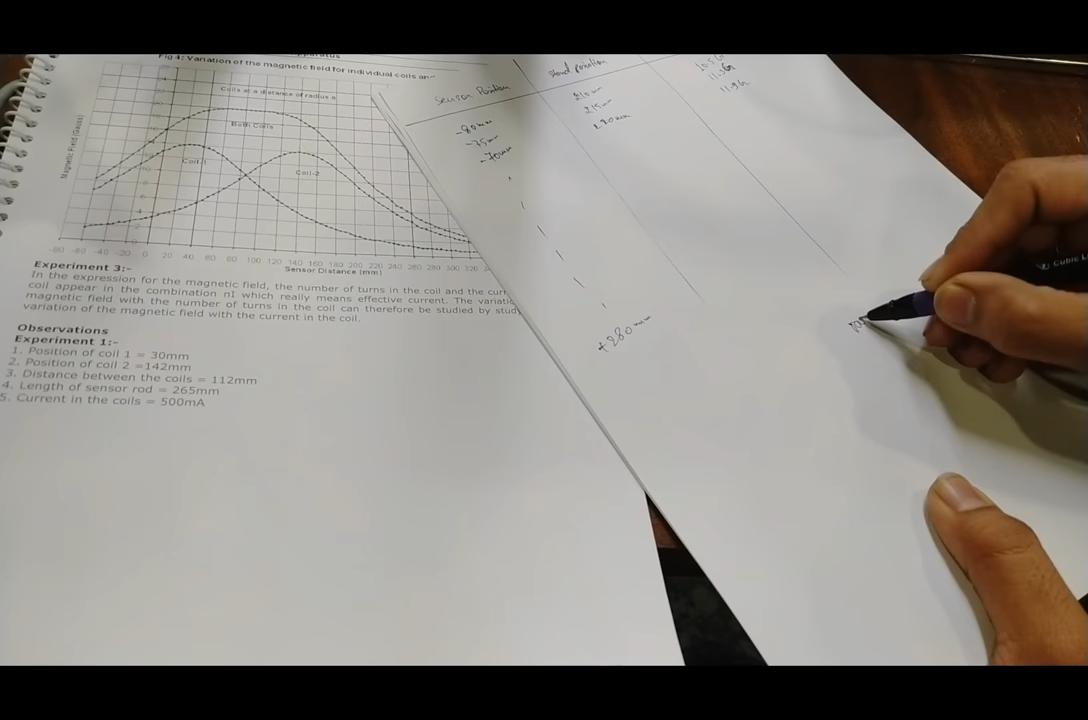 Fig 4: Variation of the magnetic field for individual coils an
Coils at a distance of radius a
Both Coils
Coil-1
Coil-2
Magnetic Field (Gauss)
-80 -60 -40 -20 0 20 40 60 80 100 120 140 160 180 200 220 240 260 280 300 320
Sensor Distance (mm)
Experiment 3:-
In the expression for the magnetic field, the number of turns in the coil and the curr
coil appear in the combination nI which really means effective current. The variatio
magnetic field with the number of turns in the coil can therefore be studied by stud
variation of the magnetic field with the current in the coil.
Observations
Experiment 1:-
1. Position of coil 1 = 30mm
2. Position of coil 2 =142mm
3. Distance between the coils = 112mm
4. Length of sensor rod = 265mm
5. Current in the coils = 500mA
Sensor Position
Stand position
-80mm
-75mm
-70mm
+280mm